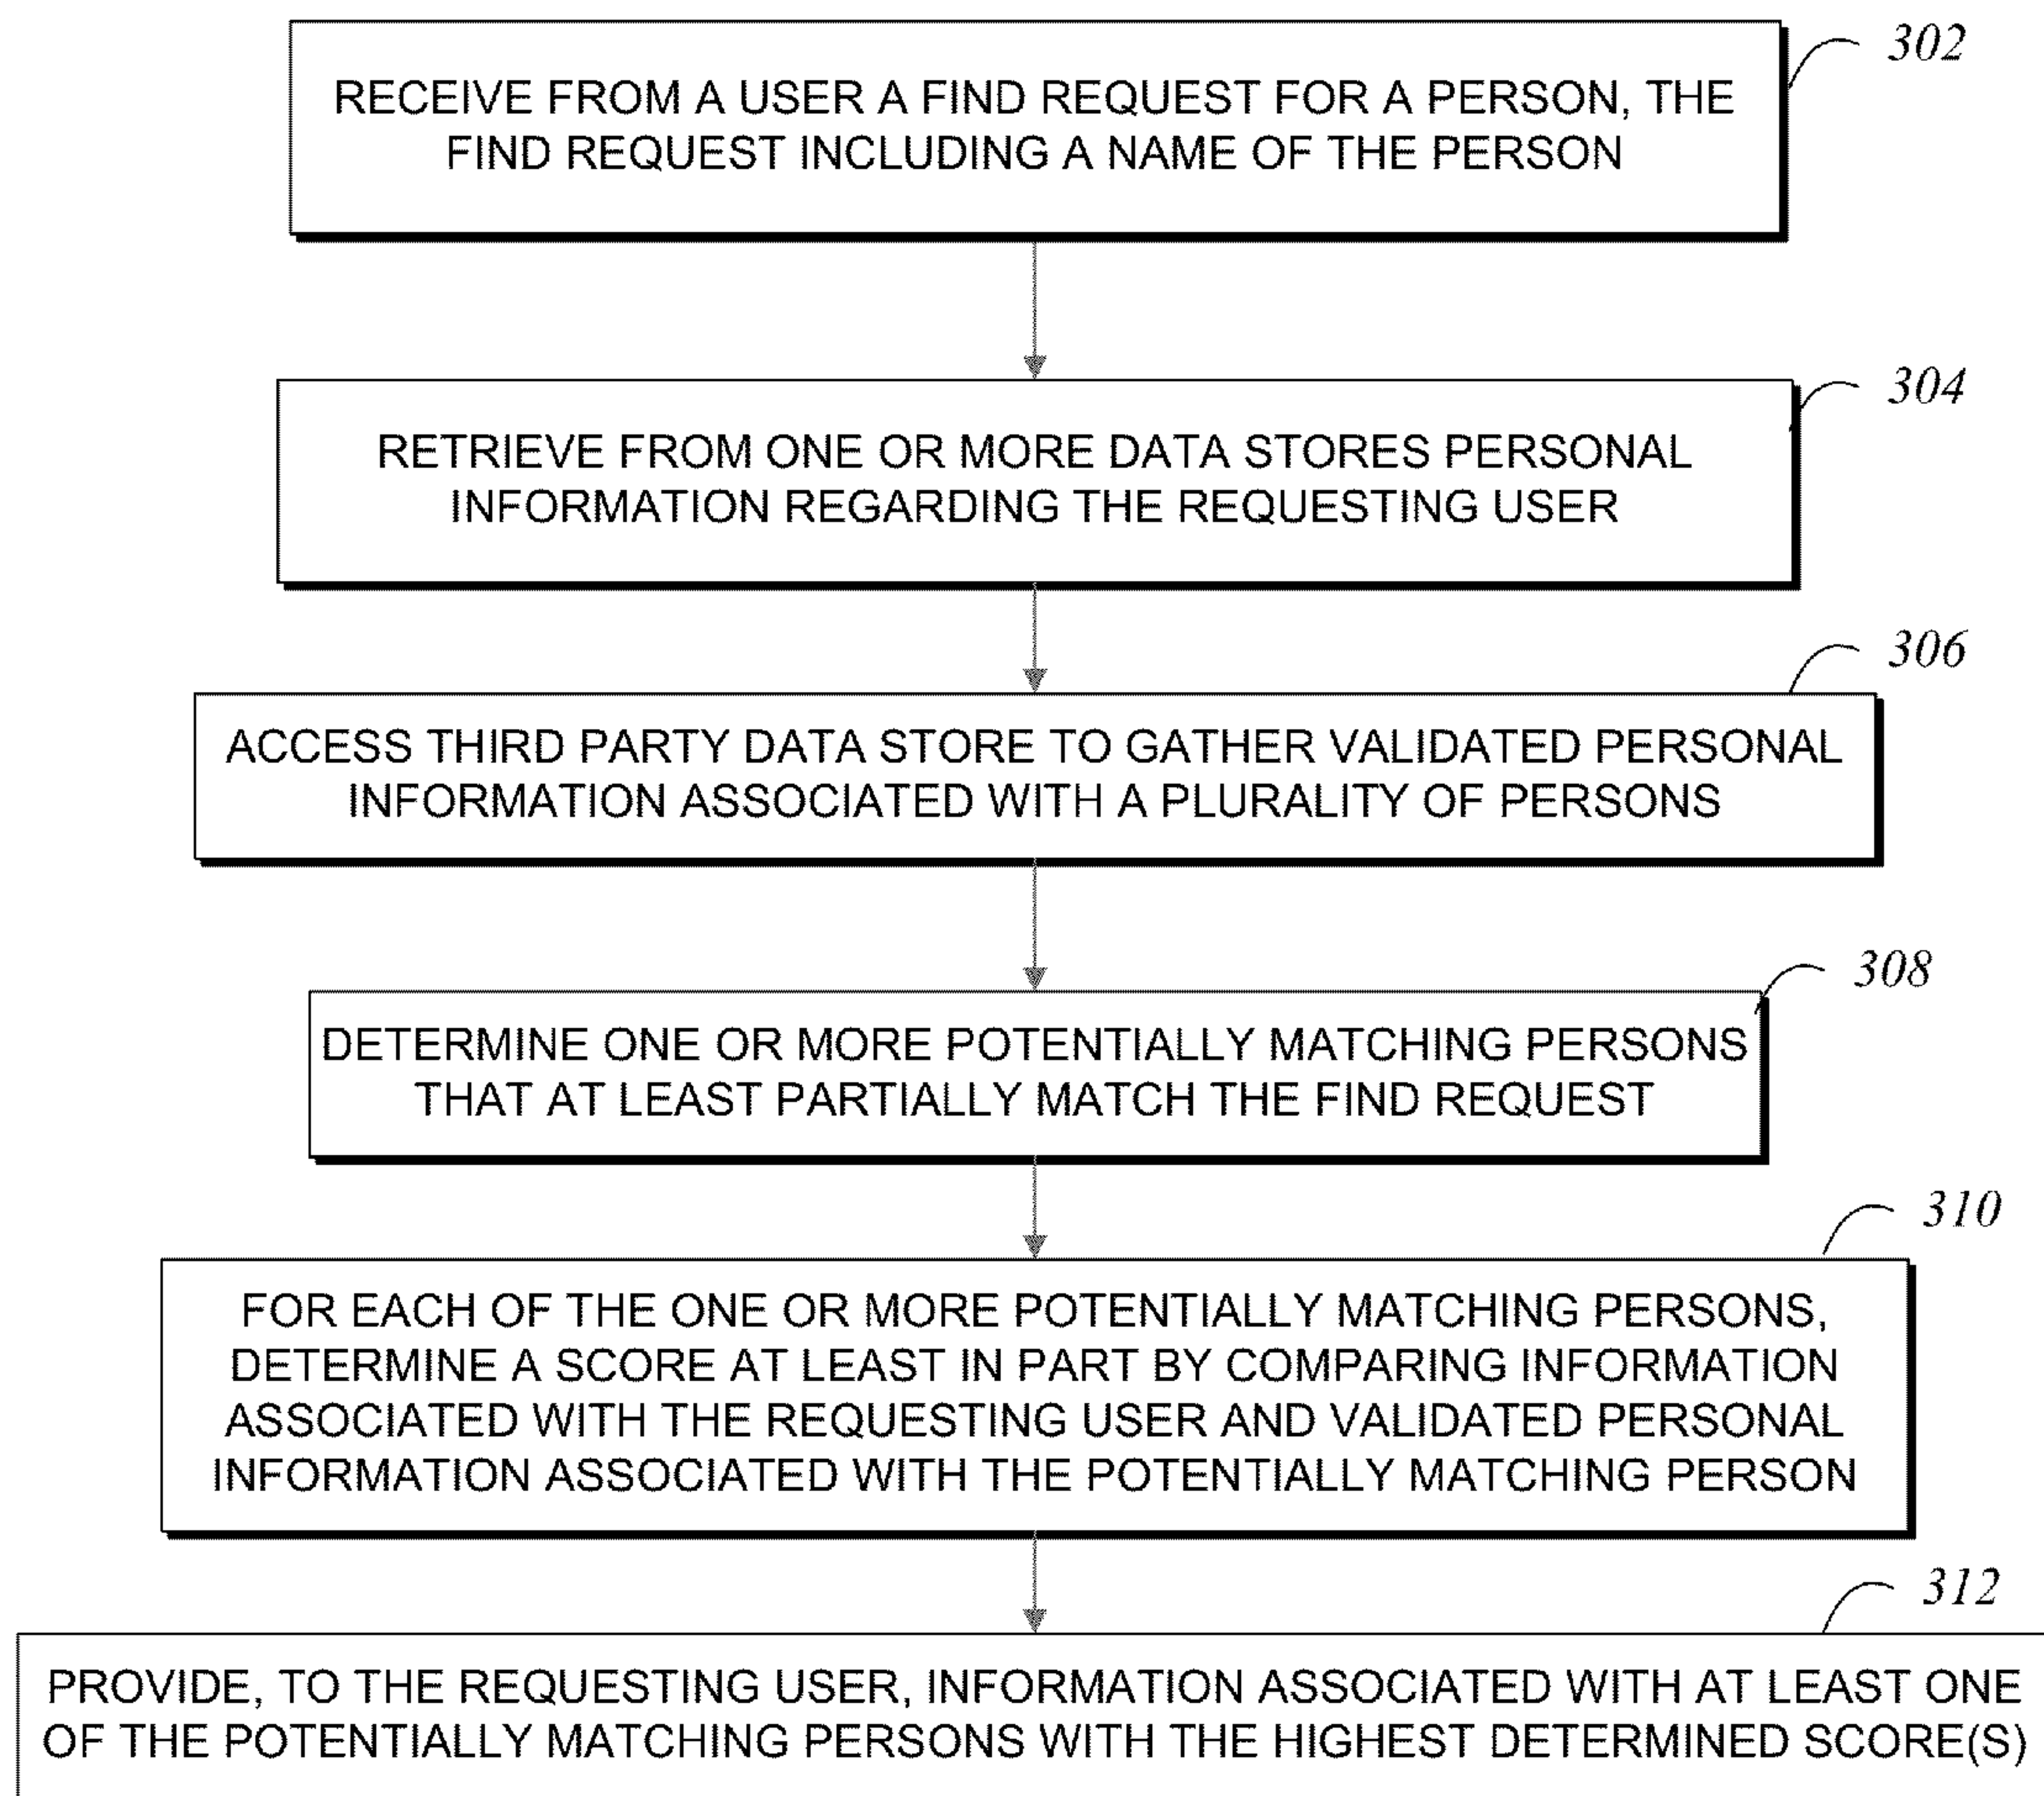 302
RECEIVE FROM A USER A FIND REQUEST FOR A PERSON, THE
FIND REQUEST INCLUDING A NAME OF THE PERSON
304
RETRIEVE FROM ONE OR MORE DATA STORES PERSONAL
INFORMATION REGARDING THE REQUESTING USER
306
ACCESS THIRD PARTY DATA STORE TO GATHER VALIDATED PERSONAL
INFORMATION ASSOCIATED WITH A PLURALITY OF PERSONS
308
DETERMINE ONE OR MORE POTENTIALLY MATCHING PERSONS
THAT AT LEAST PARTIALLY MATCH THE FIND REQUEST
310
FOR EACH OF THE ONE OR MORE POTENTIALLY MATCHING PERSONS,
DETERMINE A SCORE AT LEAST IN PART BY COMPARING INFORMATION
ASSOCIATED WITH THE REQUESTING USER AND VALIDATED PERSONAL
INFORMATION ASSOCIATED WITH THE POTENTIALLY MATCHING PERSON
312
PROVIDE, TO THE REQUESTING USER, INFORMATION ASSOCIATED WITH AT LEAST ONE
OF THE POTENTIALLY MATCHING PERSONS WITH THE HIGHEST DETERMINED SCORE(S)